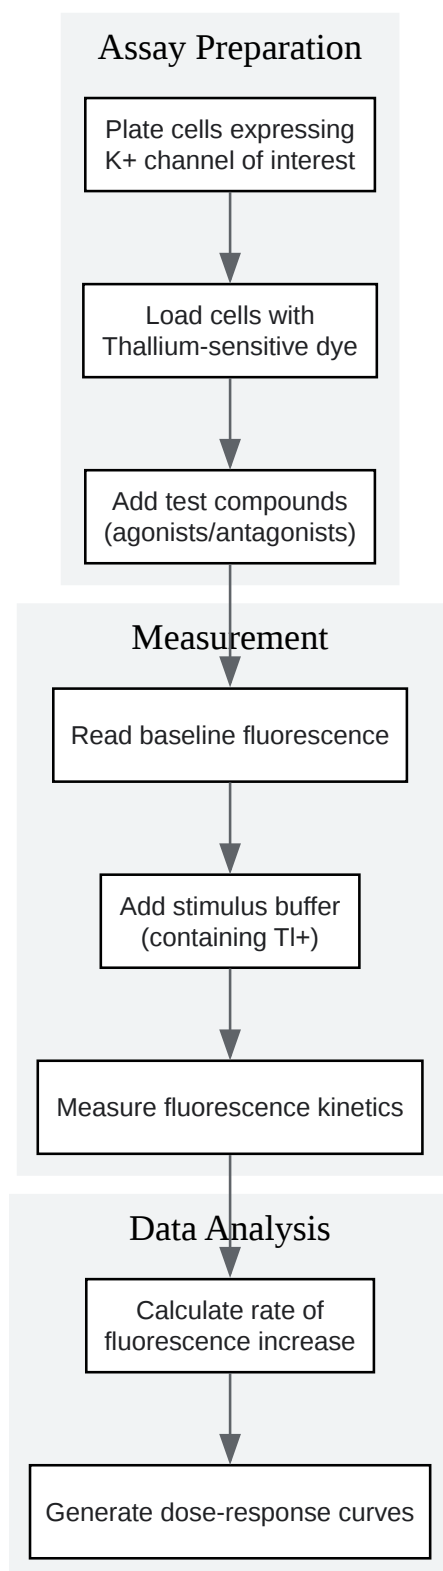 Assay Preparation
Plate cells expressing
K+ channel of interest
Load cells with
Thallium-sensitive dye
Add test compounds
(agonists/antagonists)
Measurement
Read baseline fluorescence
Add stimulus buffer
(containing Tl+)
Measure fluorescence kinetics
Data Analysis
Calculate rate of
fluorescence increase
Generate dose-response curves